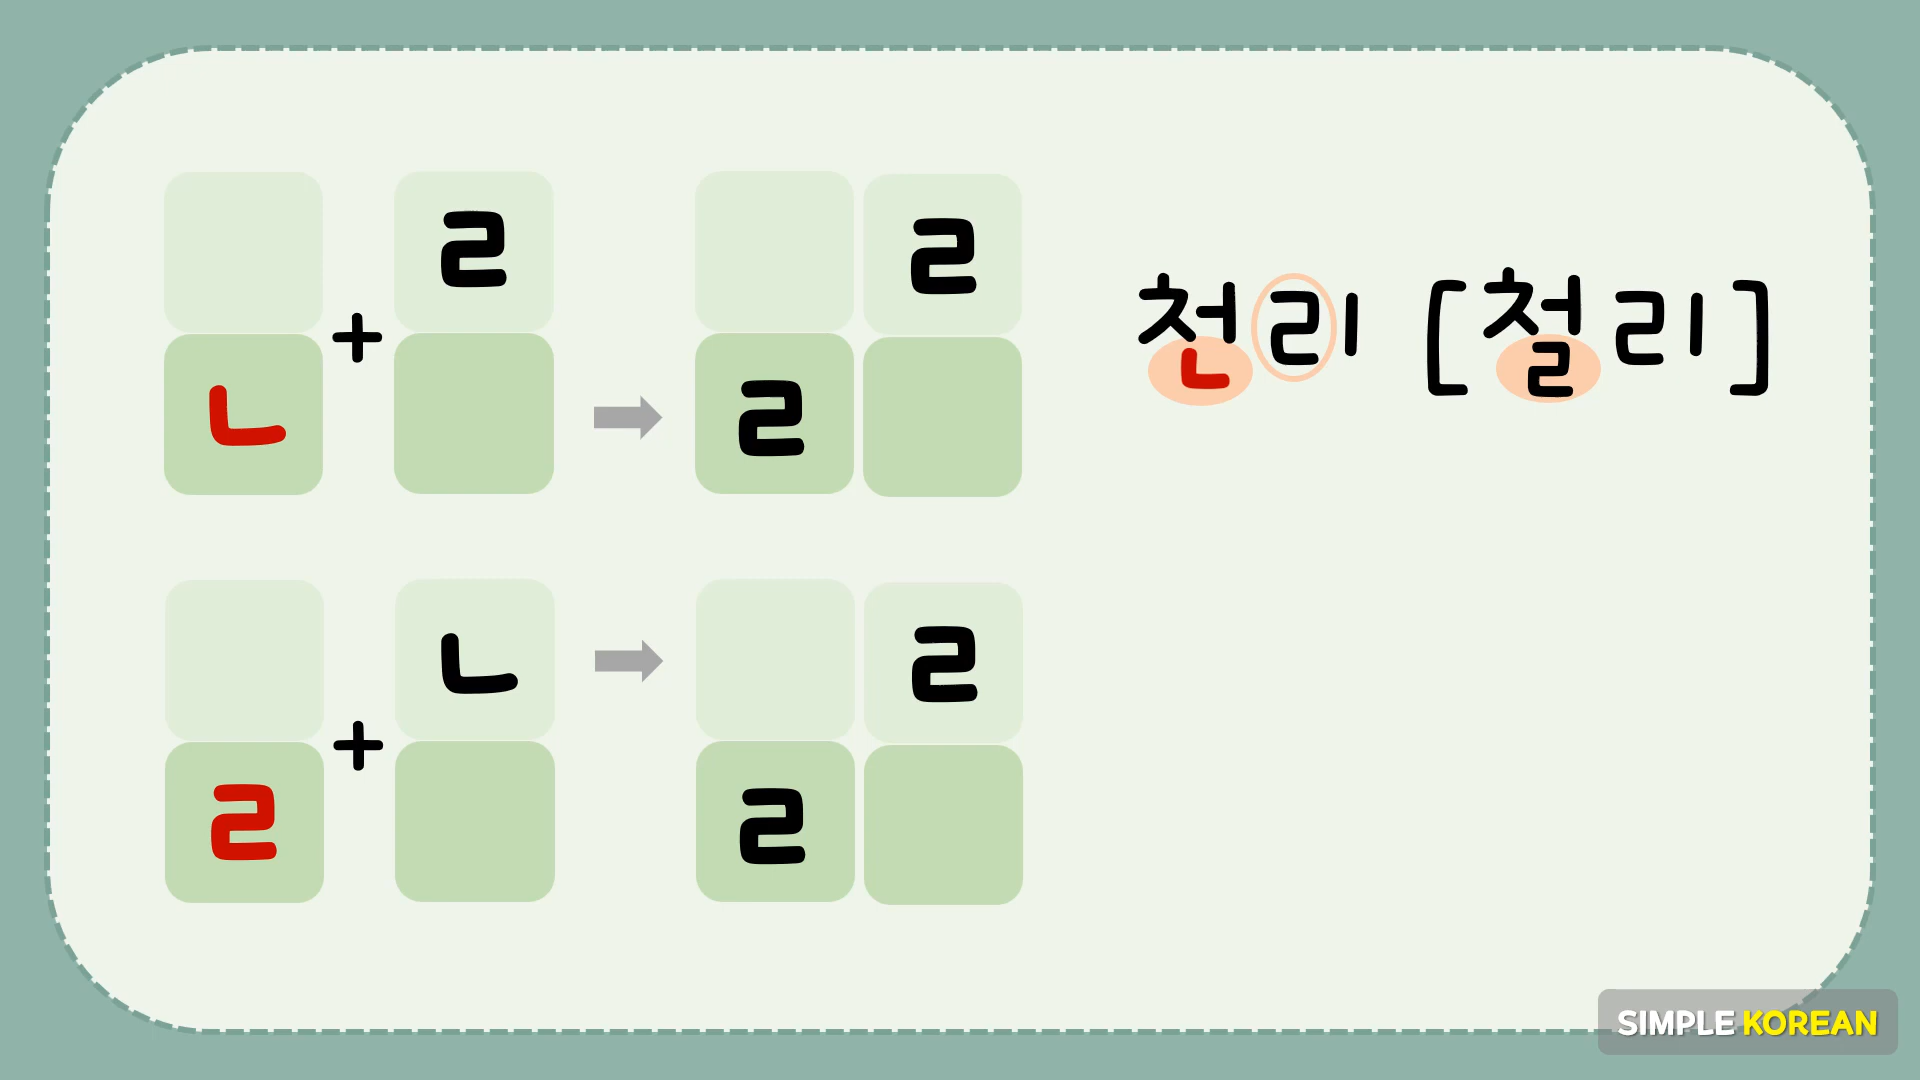 ㄹ ㄹ
ㄴ + → ㄹ
천리 [철리]
ㄴ → ㄹ
ㄹ + ㄹ
SIMPLE KOREAN